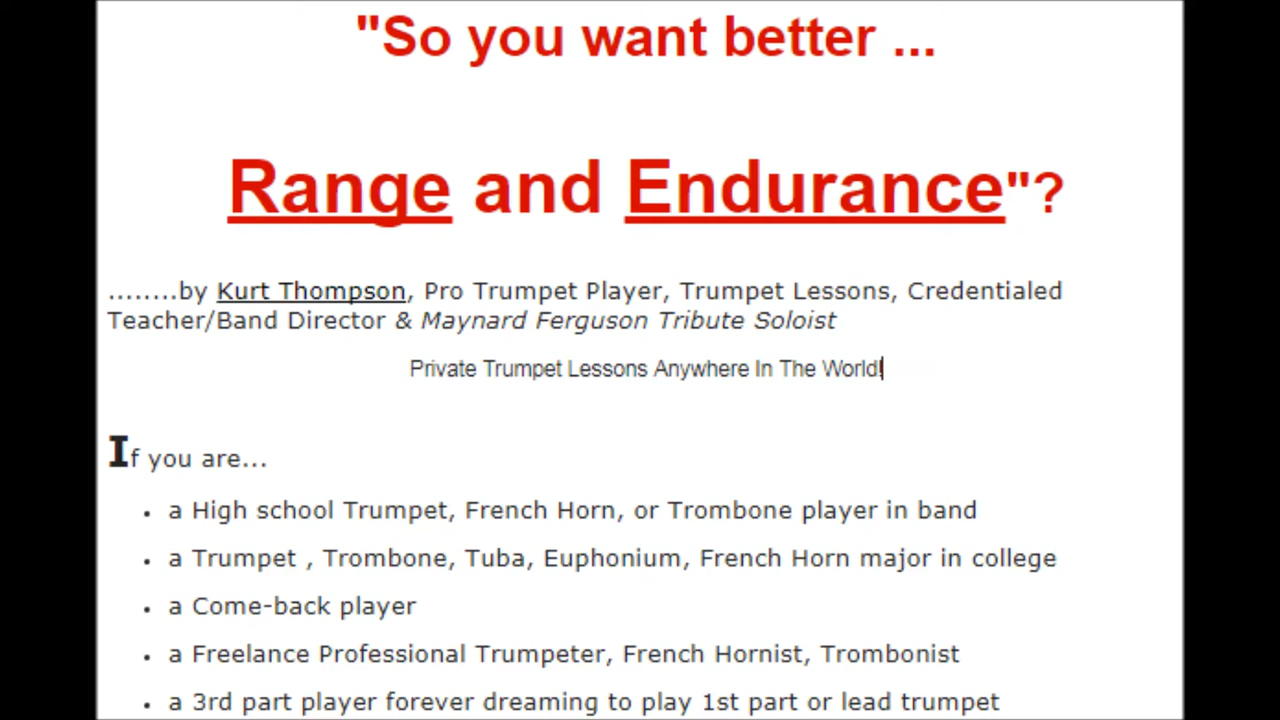 "So you want better ...
Range and Endurance"?
........by Kurt Thompson, Pro Trumpet Player, Trumpet Lessons, Credentialed
Teacher/Band Director & Maynard Ferguson Tribute Soloist
Private Trumpet Lessons Anywhere In The World!
If you are...
• a High school Trumpet, French Horn, or Trombone player in band
• a Trumpet , Trombone, Tuba, Euphonium, French Horn major in college
• a Come-back player
• a Freelance Professional Trumpeter, French Hornist, Trombonist
• a 3rd part player forever dreaming to play 1st part or lead trumpet